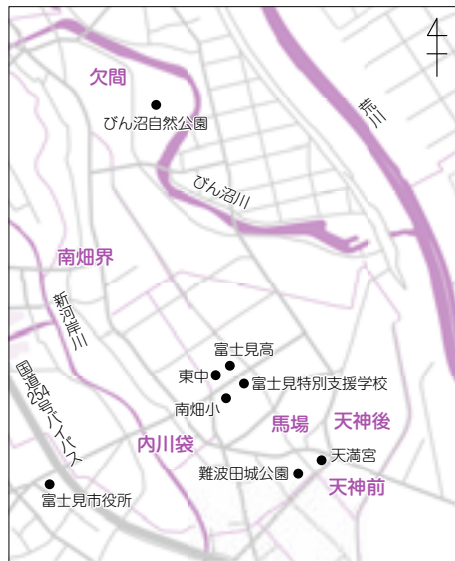 欠間
びん沼自然公園
荒川
びん沼川
南畑界
新河岸川
富士見高
東中
富士見特別支援学校
南畑小
国道254号バイパス
馬場
天神後
内川袋
天満宮
難波田城公園
天神前
富士見市役所